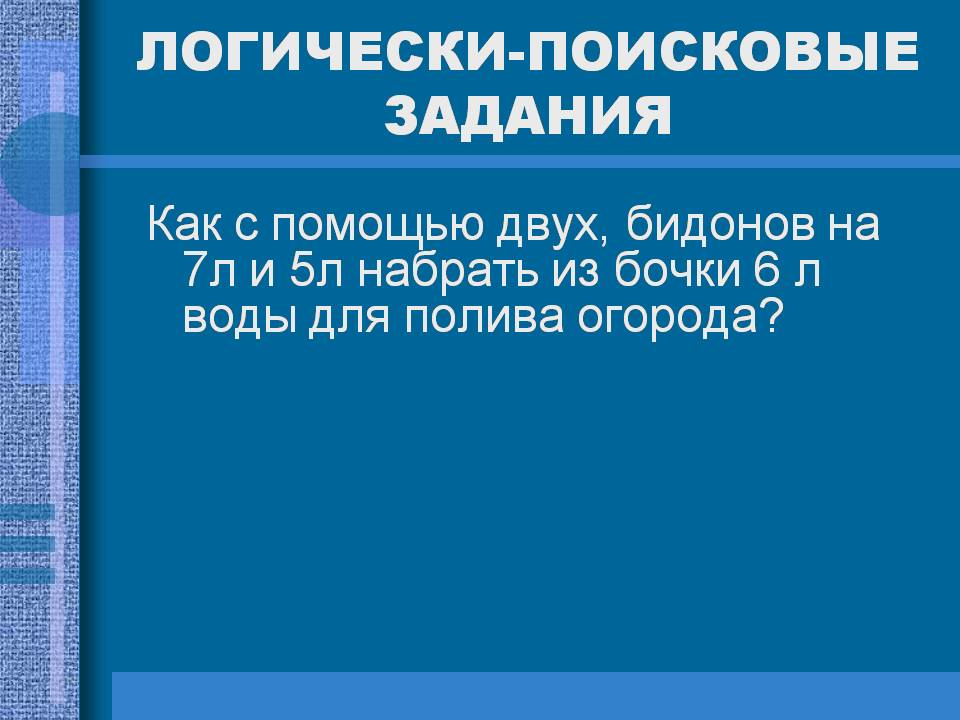 ЛОГИЧЕСКИ-ПОИСКОВЫЕ
ЗАДАНИЯ
Как с помощью двух, бидонов на
7л и 5л набрать из бочки 6 л
воды для полива огорода?